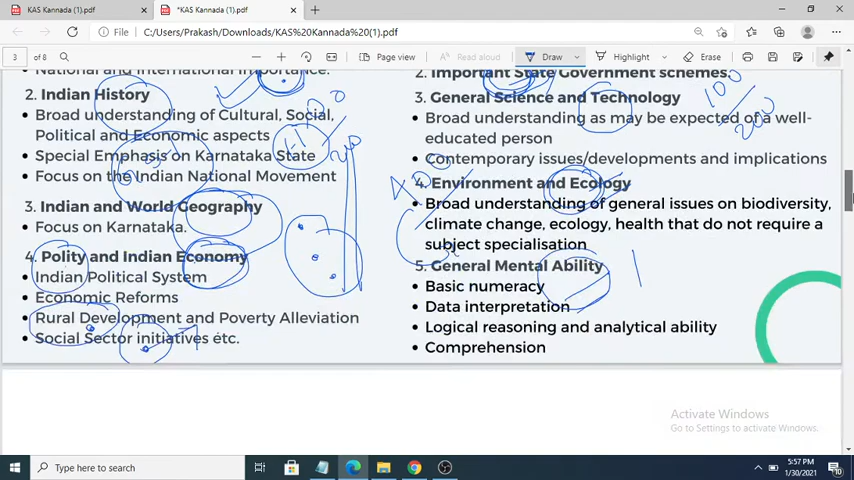 KAS Kannada (1).pdf
*KAS Kannada (1).pdf
File
C:/Users/Prakash/Downloads/KAS%20Kannada%20(1).pdf
3
of 8
Page view
Read aloud
Draw
Highlight
Erase
National and International Importance.
2. Indian History
• Broad understanding of Cultural, Social,
Political and Economic aspects
• Special Emphasis on Karnataka State
• Focus on the Indian National Movement
3. Indian and World Geography
• Focus on Karnataka.
4. Polity and Indian Economy
• Indian Political System
• Economic Reforms
• Rural Development and Poverty Alleviation
• Social Sector initiatives etc.
2. Important State Government schemes.
3. General Science and Technology
• Broad understanding as may be expected of a well-
educated person
• Contemporary issues/developments and implications
4. Environment and Ecology
• Broad understanding of general issues on biodiversity,
climate change, ecology, health that do not require a
subject specialisation
5. General Mental Ability
• Basic numeracy
• Data interpretation
• Logical reasoning and analytical ability
• Comprehension
100
200
400
Activate Windows
Go to Settings to activate Windows.
Type here to search
5:57 PM
1/30/2021